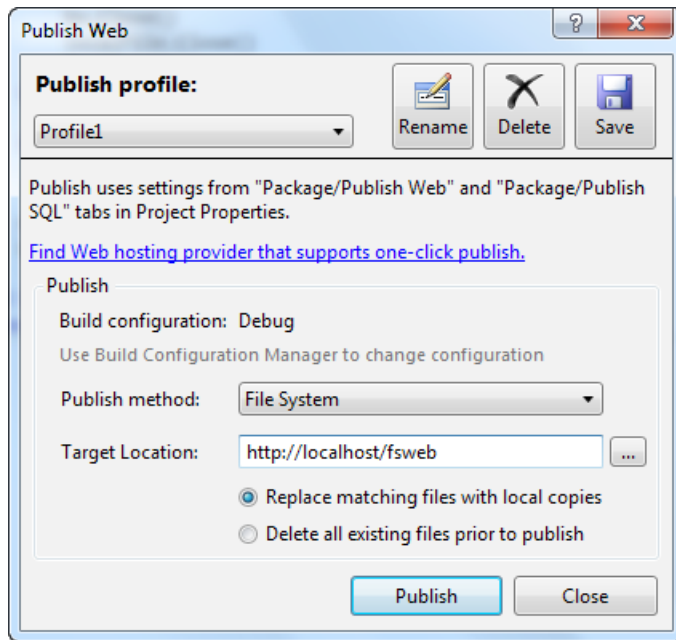 Publish Web
Publish profile:
Profile1
Rename
Delete
Save
Publish uses settings from "Package/Publish Web" and "Package/Publish
SQL" tabs in Project Properties.
Find Web hosting provider that supports one-click publish.
Publish
Build configuration: Debug
Use Build Configuration Manager to change configuration
Publish method: File System
Target Location: http://localhost/fsweb ...
Replace matching files with local copies
Delete all existing files prior to publish
Publish Close